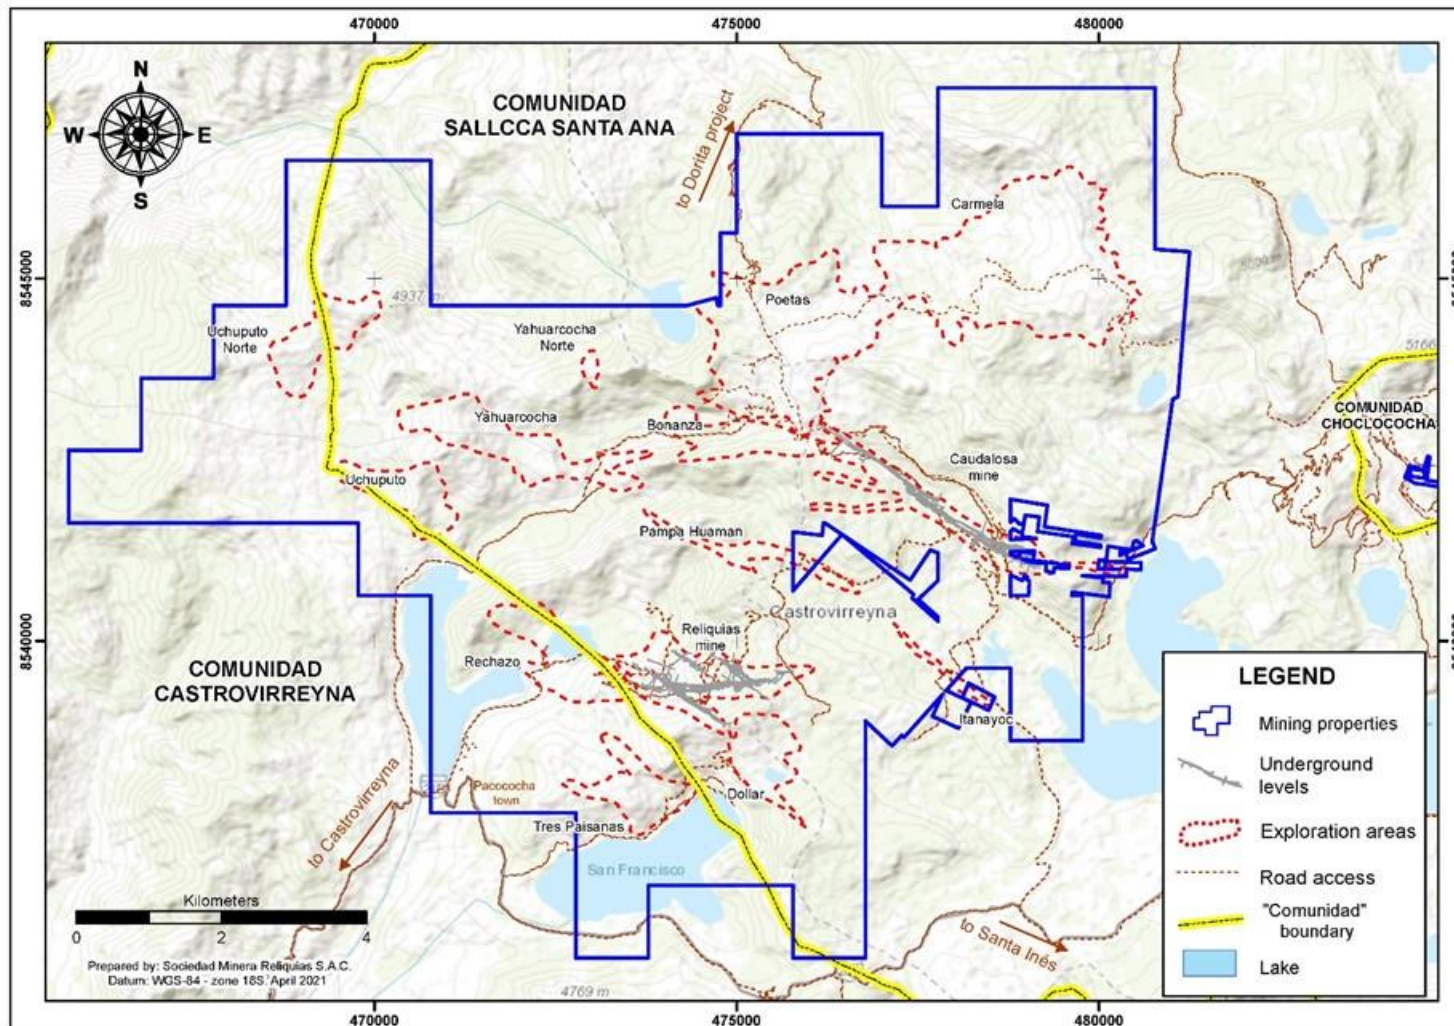 470000
475000
480000
N
W
E
S
COMUNIDAD
SALLCCA SANTA ANA
to Dorita project
Carmela
8545000
4937 m
Poetas
Uchuputo
Norte
Yahuarcocha
Norte
5166
COMUNIDAD
CHOCLOCOCHA
Yahuarcocha
Bonanza
Caudalosa
mine
Uchuputo
Pampa Huaman
Castrovirreyna
8540000
Reliquias
mine
Rechazo
COMUNIDAD
CASTROVIRREYNA
Itanayoc
Pacococha
town
Dollar
to Castrovirreyna
Tres Paisanas
San Francisco
to Santa Inés
LEGEND
Mining properties
Underground
levels
Exploration areas
Road access
"Comunidad"
boundary
Lake
Kilometers
0
2
4
Prepared by: Sociedad Minera Reliquias S.A.C.
Datum: WGS-84 - zone 18S. April 2021
4769 m
470000
475000
480000